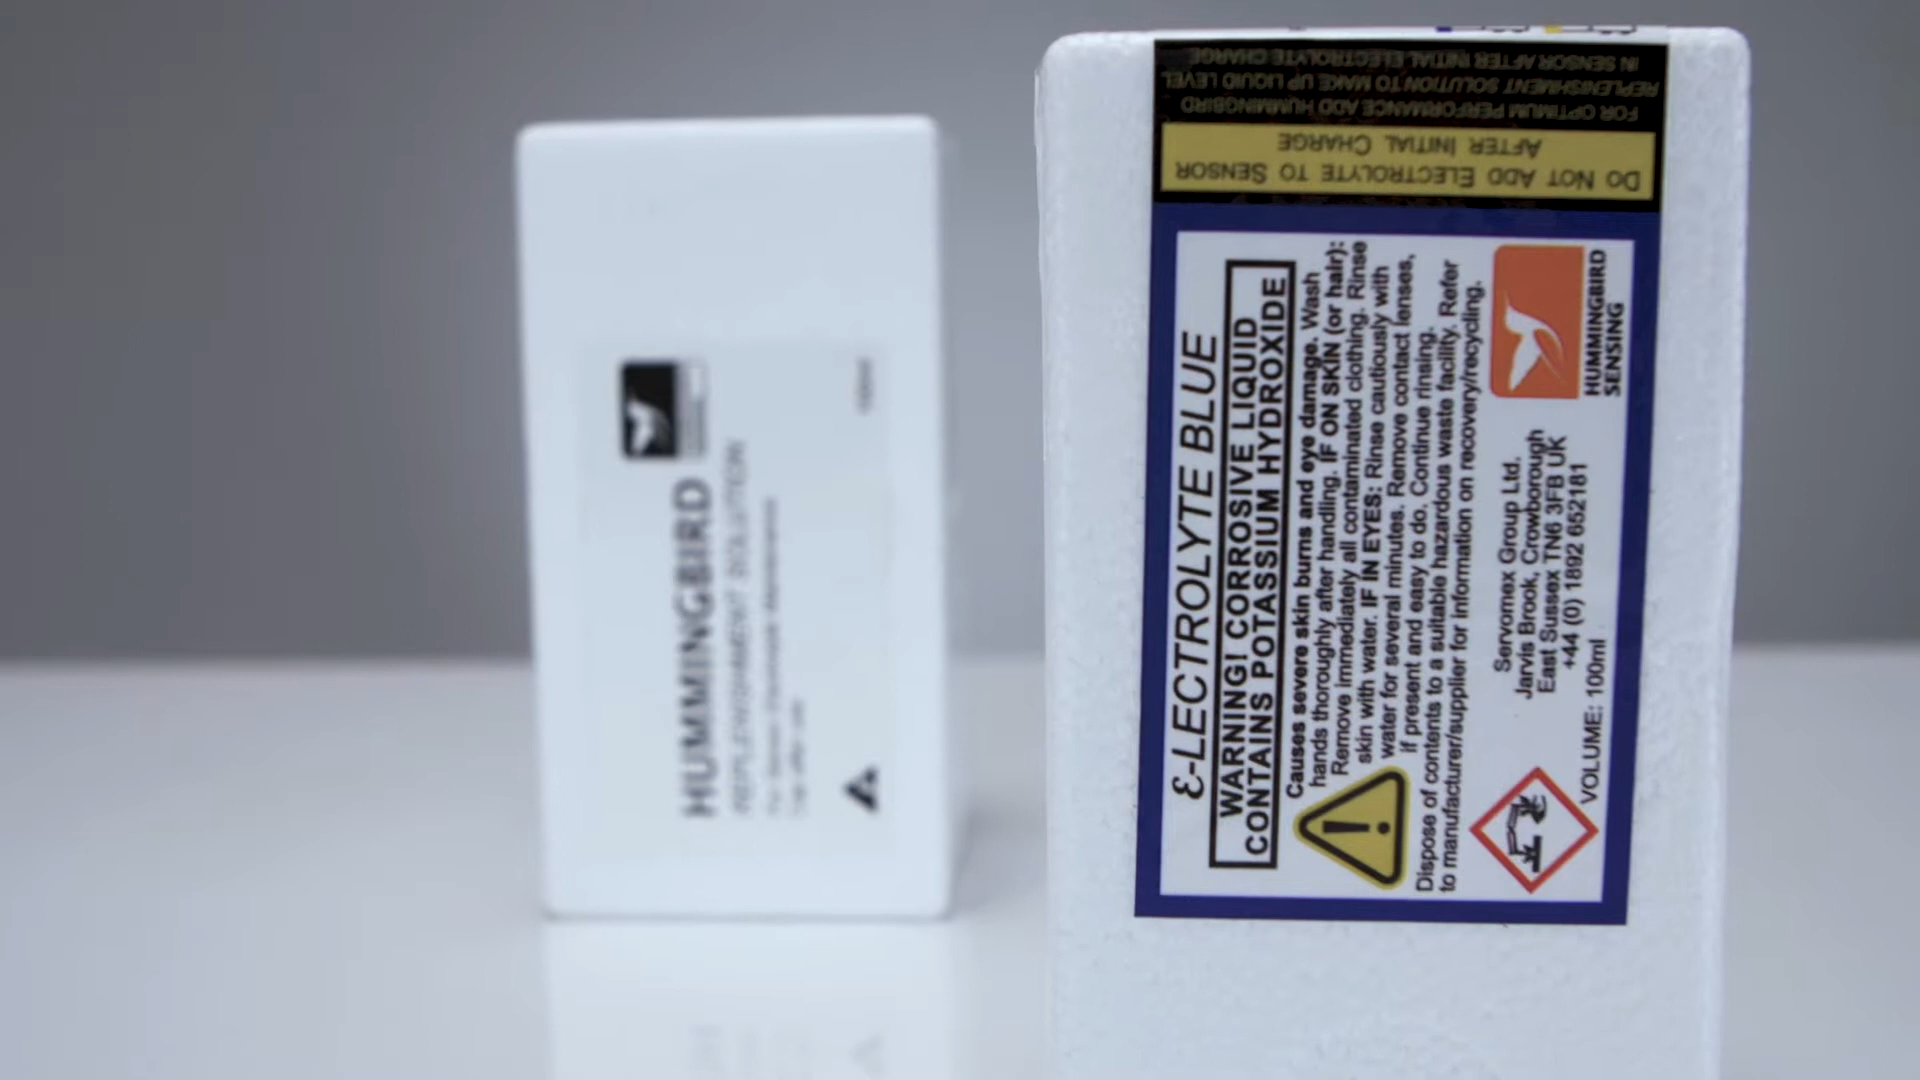 HUMMINGBIRD
REPLENISHMENT SOLUTION
FOR OPTIMUM PERFORMANCE ADD HUMMINGBIRD
REPLENISHMENT SOLUTION TO MAKE UP LIQUID LEVEL
IN SENSOR AFTER INITIAL ELECTROLYTE CHARGE
DO NOT ADD ELECTROLYTE TO SENSOR
AFTER INITIAL CHARGE
ε-LECTROLYTE BLUE
WARNING! CORROSIVE LIQUID
CONTAINS POTASSIUM HYDROXIDE
Causes severe skin burns and eye damage. Wash
hands thoroughly after handling. IF ON SKIN (or hair):
Remove immediately all contaminated clothing. Rinse
skin with water. IF IN EYES: Rinse cautiously with
water for several minutes. Remove contact lenses,
if present and easy to do. Continue rinsing.
Dispose of contents to a suitable hazardous waste facility. Refer
to manufacturer/supplier for information on recovery/recycling.
Servomex Group Ltd.
Jarvis Brook, Crowborough
East Sussex TN6 3FB UK
+44 (0) 1892 652181
VOLUME: 100ml
HUMMINGBIRD
SENSING